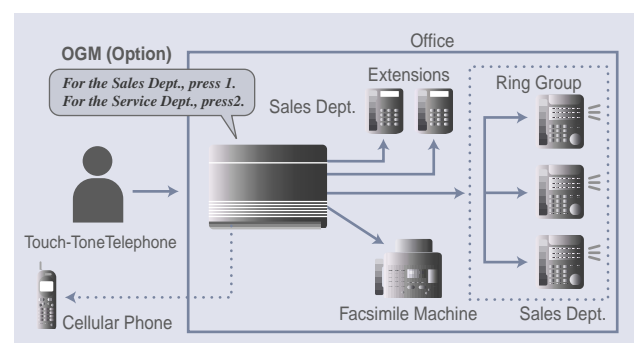 OGM (Option)
Office
For the Sales Dept., press 1.
For the Service Dept., press2.
Extensions
Ring Group
Sales Dept.
Touch-ToneTelephone
Cellular Phone
Facsimile Machine
Sales Dept.